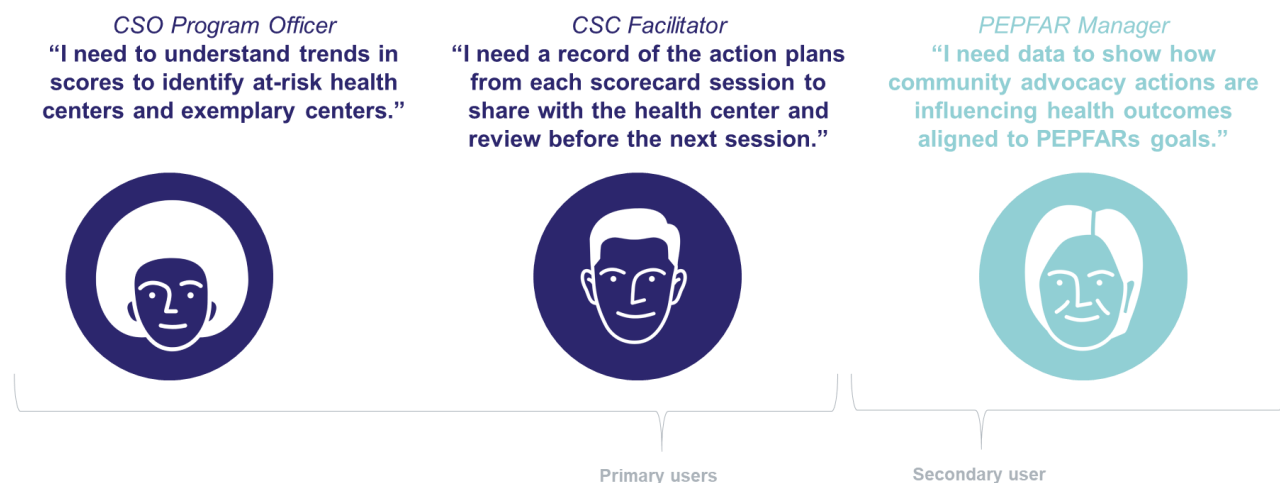 CSO Program Officer
“I need to understand trends in
scores to identify at-risk health
centers and exemplary centers.”
CSC Facilitator
“I need a record of the action plans
from each scorecard session to
share with the health center and
review before the next session.”
PEPFAR Manager
“I need data to show how
community advocacy actions are
influencing health outcomes
aligned to PEPFARs goals.”
Primary users
Secondary user